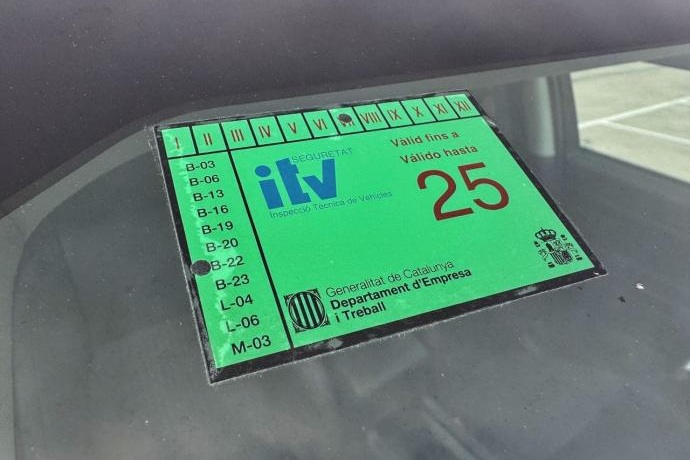 I II III IV V VI VII VIII IX X XI XII
B-03
B-06
B-13
B-16
B-19
B-20
B-22
B-23
L-04
L-06
M-03
SEGURETAT
itv
Inspecció Tècnica de Vehicles
Vàlid fins a
Válido hasta
25
Generalitat de Catalunya
Departament d'Empresa
i Treball